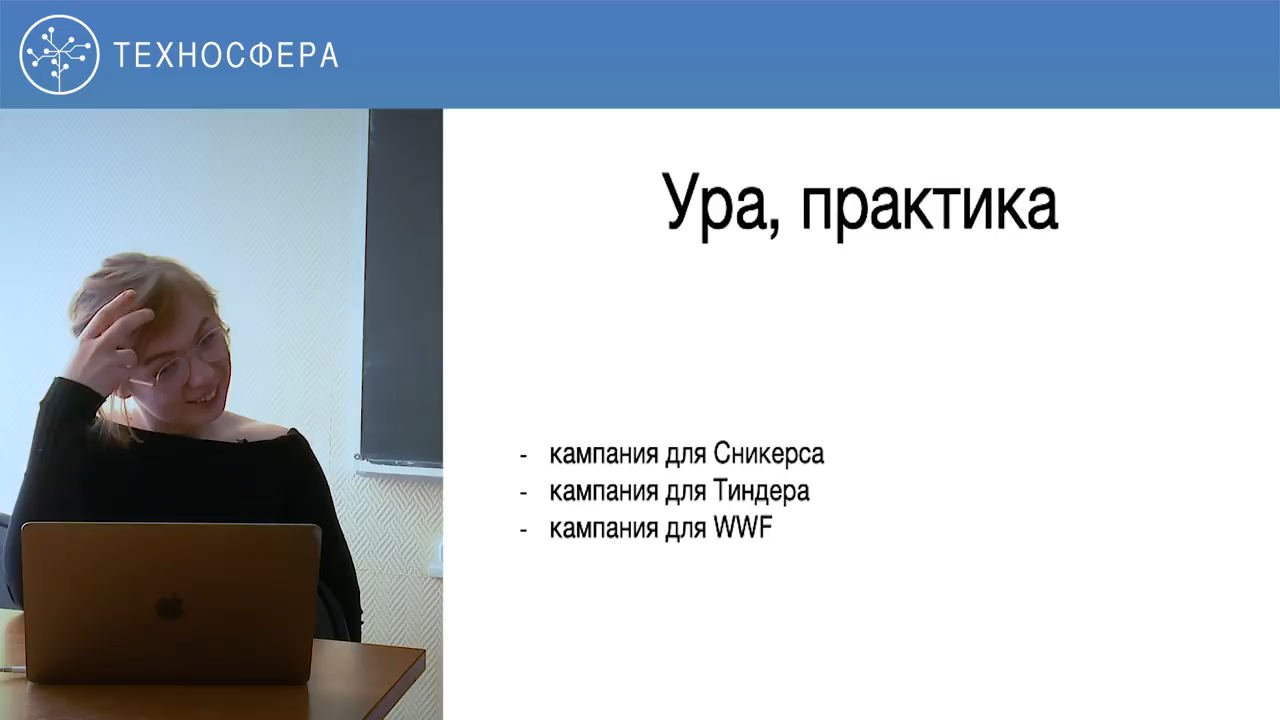 ТЕХНОСФЕРА
Ура, практика
- кампания для Сникерса
- кампания для Тиндера
- кампания для WWF